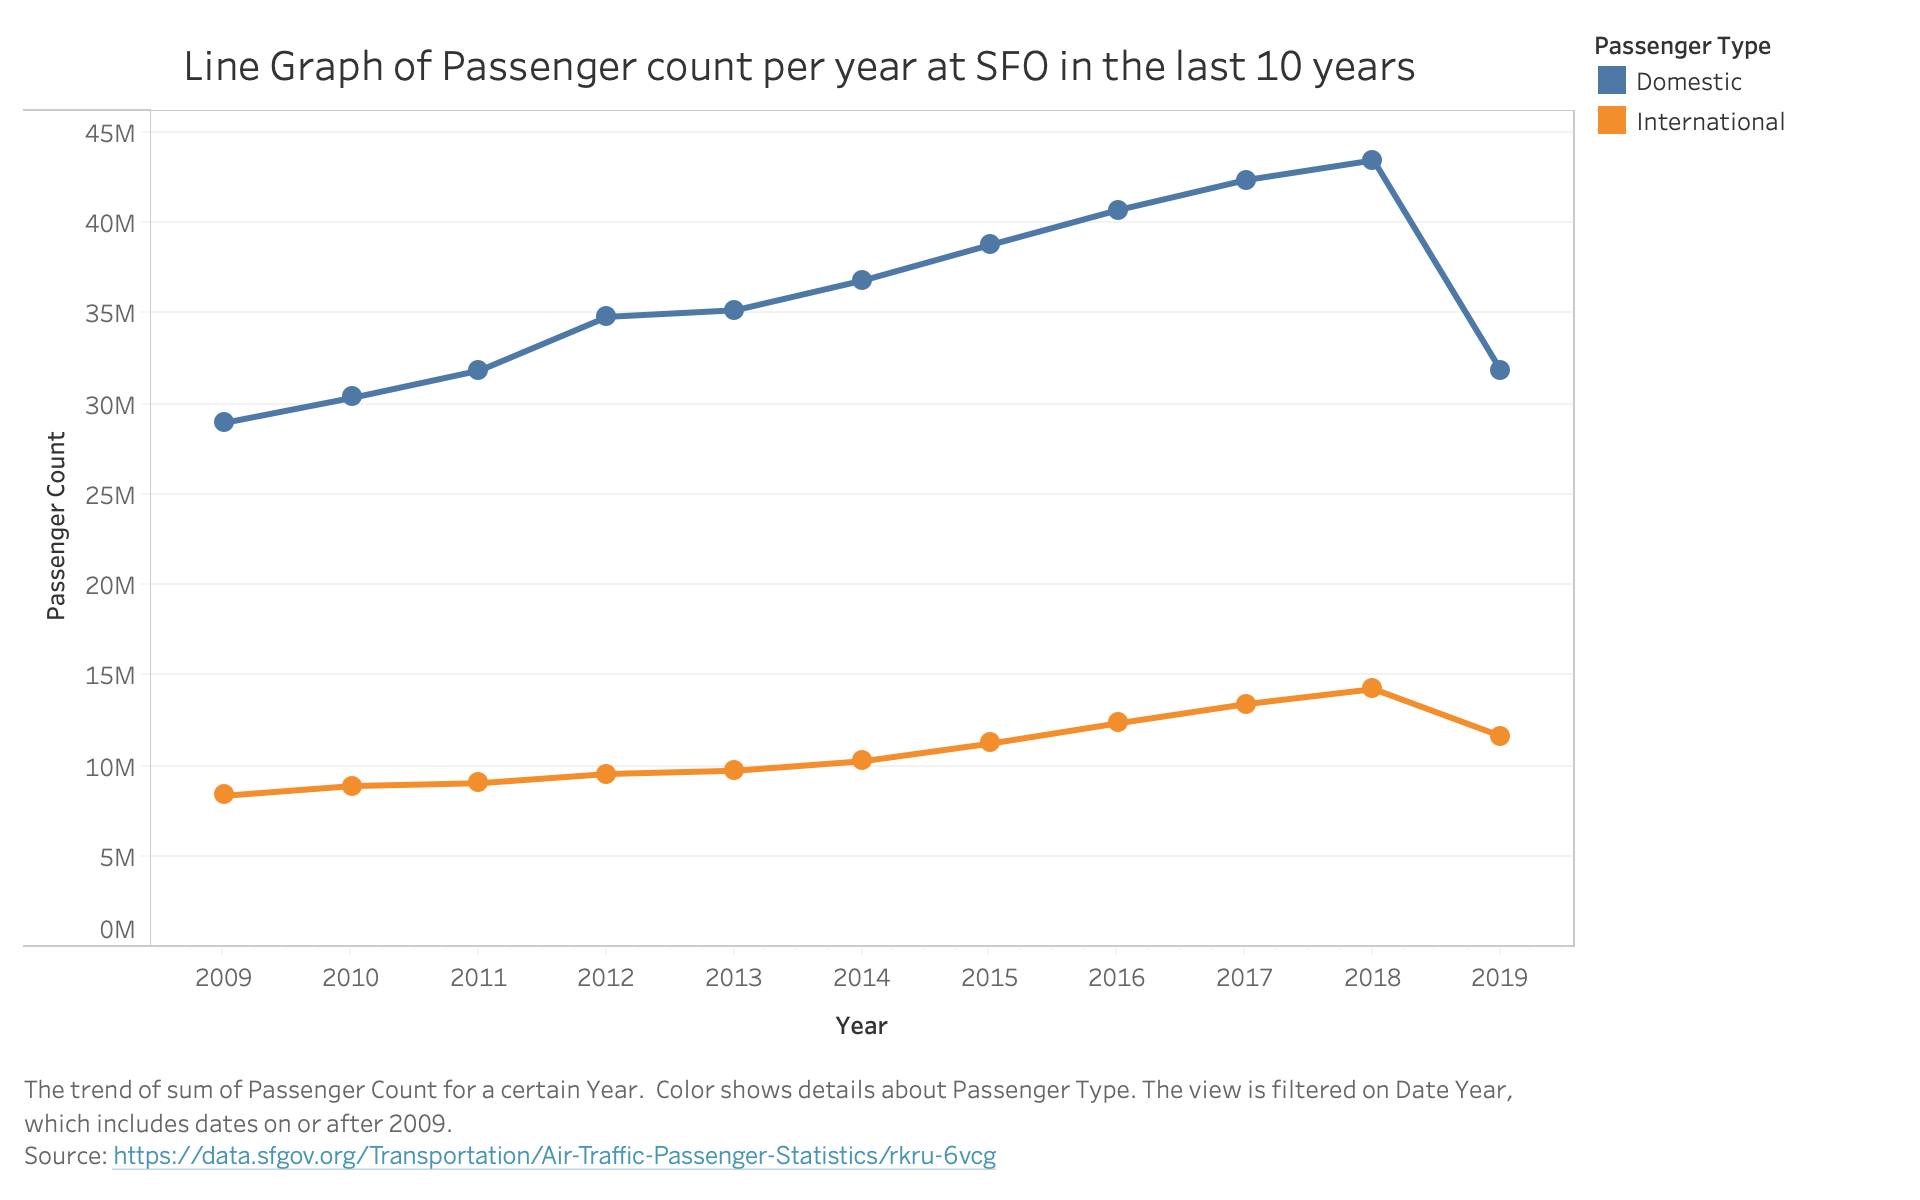 Line Graph of Passenger count per year at SFO in the last 10 years
Passenger Type
Domestic
International
45M
40M
35M
30M
25M
20M
15M
10M
5M
0M
Passenger Count
2009 2010 2011 2012 2013 2014 2015 2016 2017 2018 2019
Year
The trend of sum of Passenger Count for a certain Year.  Color shows details about Passenger Type. The view is filtered on Date Year,
which includes dates on or after 2009.
Source: https://data.sfgov.org/Transportation/Air-Traffic-Passenger-Statistics/rkru-6vcg